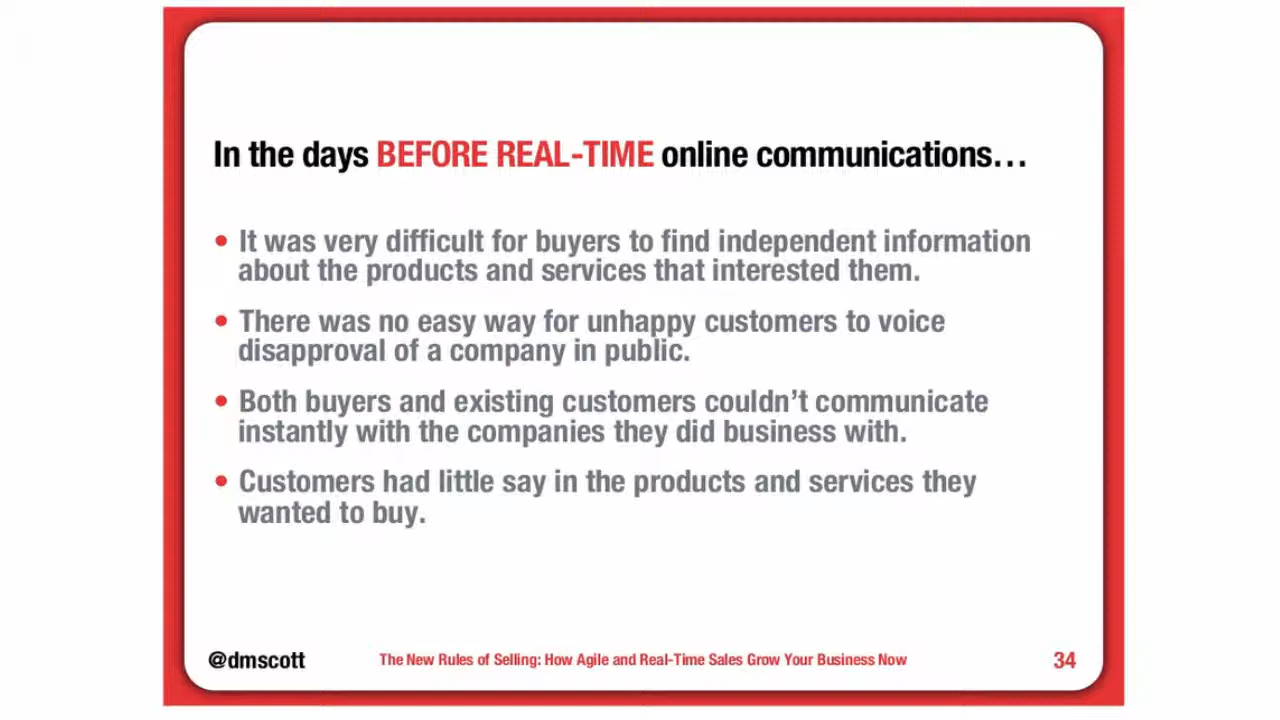 In the days BEFORE REAL-TIME online communications…
• It was very difficult for buyers to find independent information
about the products and services that interested them.
• There was no easy way for unhappy customers to voice
disapproval of a company in public.
• Both buyers and existing customers couldn’t communicate
instantly with the companies they did business with.
• Customers had little say in the products and services they
wanted to buy.
@dmscott The New Rules of Selling: How Agile and Real-Time Sales Grow Your Business Now 34